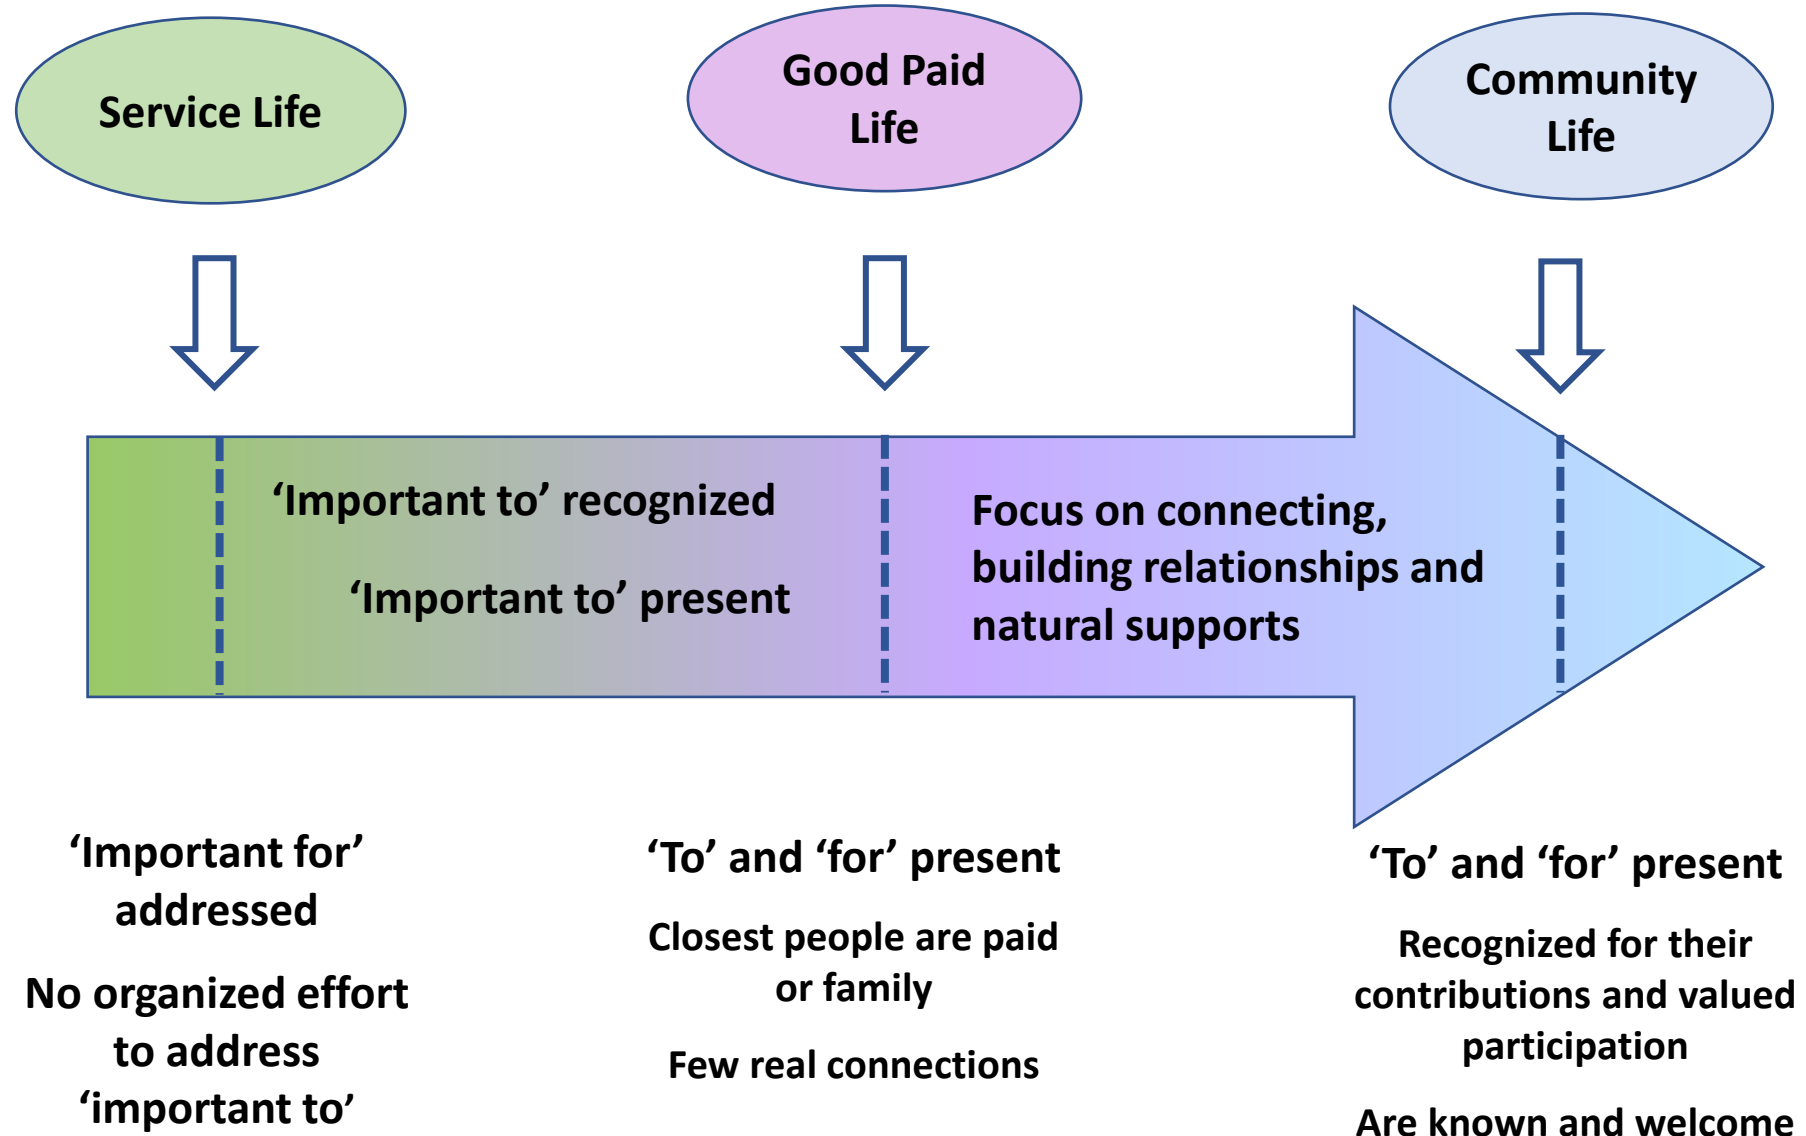 Service Life
Good Paid
Life
Community
Life
‘Important to’ recognized
‘Important to’ present
Focus on connecting,
building relationships and
natural supports
‘Important for’
addressed
No organized effort
to address
‘important to’
‘To’ and ‘for’ present
Closest people are paid
or family
Few real connections
‘To’ and ‘for’ present
Recognized for their
contributions and valued
participation
Are known and welcome